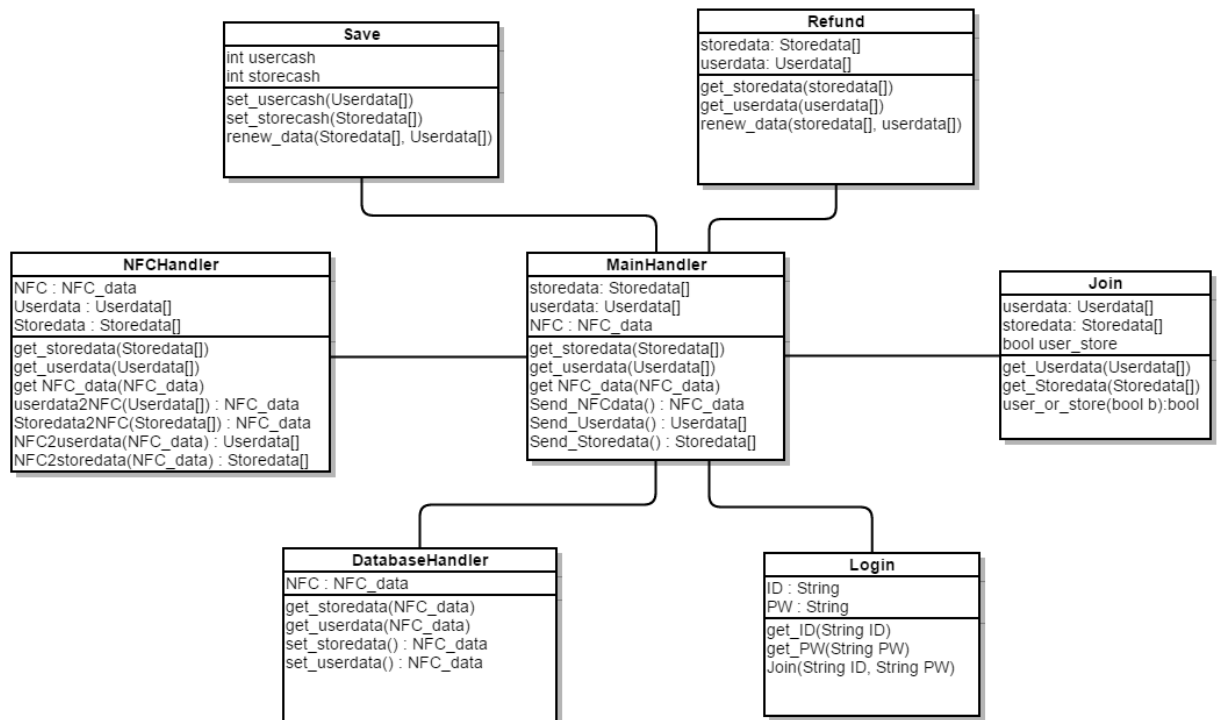 Save
int usercash
int storecash
set_usercash(Userdata[])
set_storecash(Storedata[])
renew_data(Storedata[], Userdata[])
Refund
storedata: Storedata[]
userdata: Userdata[]
get_storedata(storedata[])
get_userdata(userdata[])
renew_data(storedata[], userdata[])
NFCHandler
NFC : NFC_data
Userdata : Userdata[]
Storedata : Storedata[]
get_storedata(Storedata[])
get_userdata(Userdata[])
get NFC_data(NFC_data)
userdata2NFC(Userdata[]) : NFC_data
Storedata2NFC(Storedata[]) : NFC_data
NFC2userdata(NFC_data) : Userdata[]
NFC2storedata(NFC_data) : Storedata[]
MainHandler
storedata: Storedata[]
userdata: Userdata[]
NFC : NFC_data
get_storedata(Storedata[])
get_userdata(Userdata[])
get NFC_data(NFC_data)
Send_NFCdata() : NFC_data
Send_Userdata() : Userdata[]
Send_Storedata() : Storedata[]
Join
userdata: Userdata[]
storedata: Storedata[]
bool user_store
get_Userdata(Userdata[])
get_Storedata(Storedata[])
user_or_store(bool b):bool
DatabaseHandler
NFC : NFC_data
get_storedata(NFC_data)
get_userdata(NFC_data)
set_storedata() : NFC_data
set_userdata() : NFC_data
Login
ID : String
PW : String
get_ID(String ID)
get_PW(String PW)
Join(String ID, String PW)